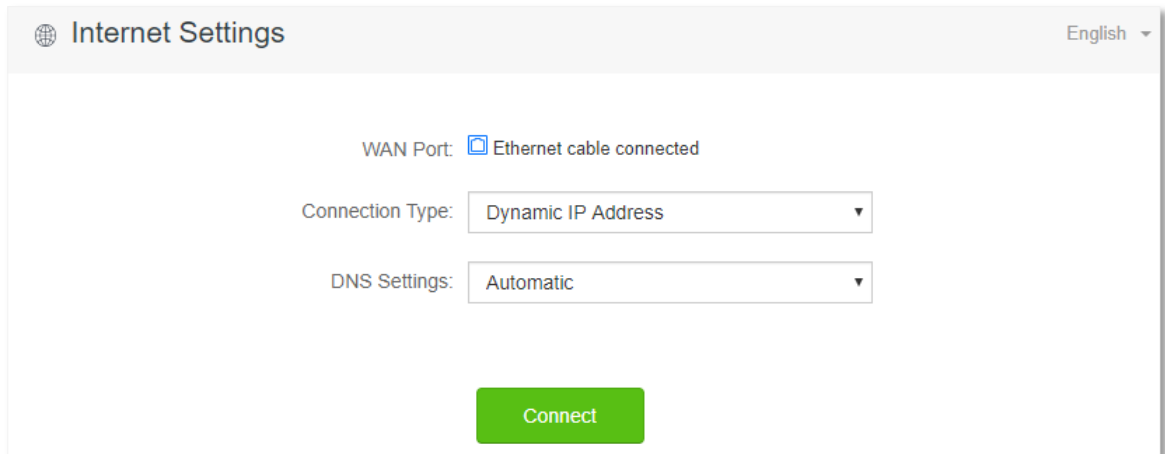 Internet Settings
English
WAN Port: Ethernet cable connected
Connection Type: Dynamic IP Address
DNS Settings: Automatic
Connect